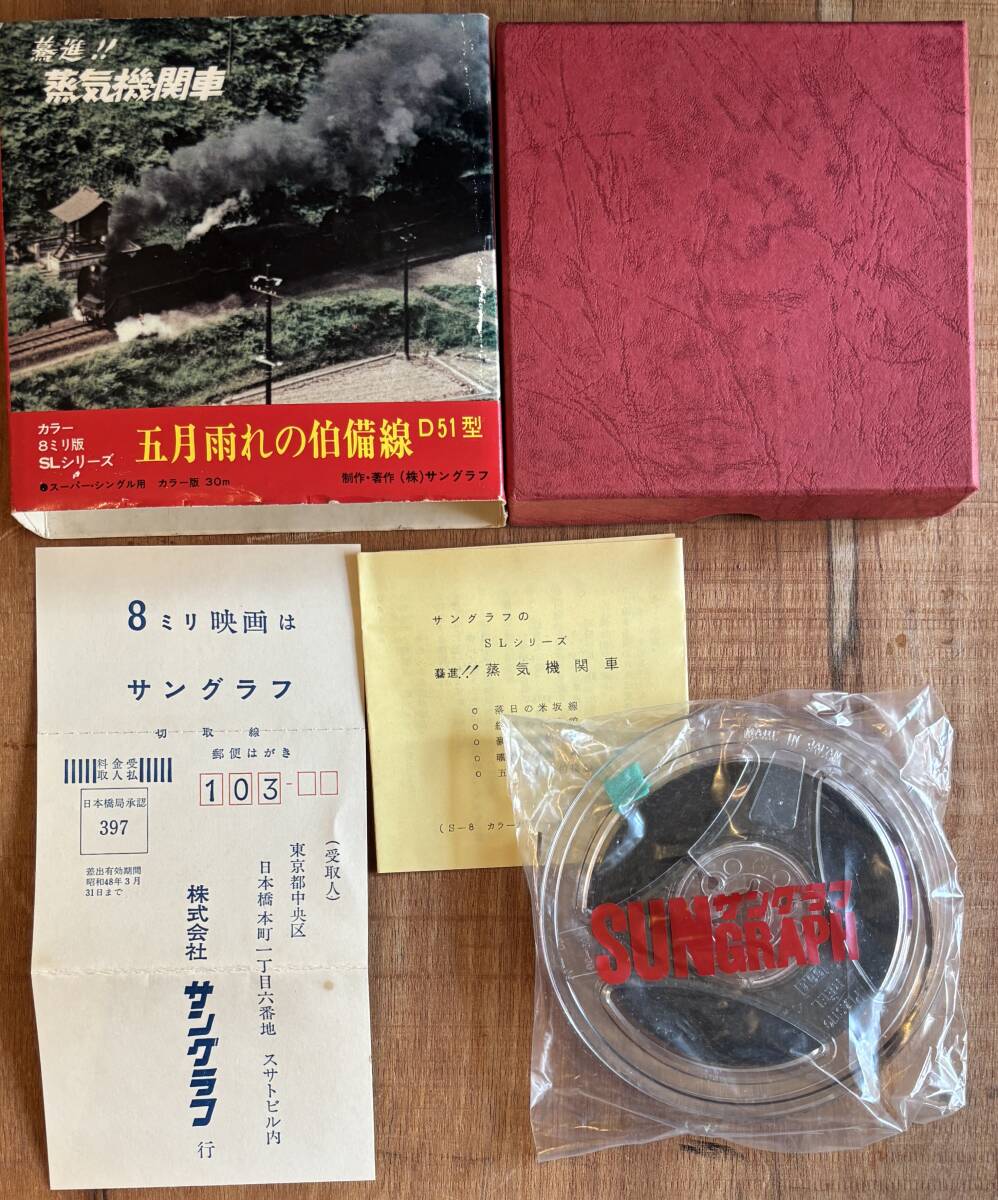 驀進!!
蒸気機関車
カラー
8ミリ版
SLシリーズ
五月雨れの伯備線 D51型
●スーパー・シングル用 カラー版 30m
制作・著作 (株)サングラフ
8ミリ映画は
サングラフ
切取線
郵便はがき
料金受
取人払
103-
日本橋局承認
397
差出有効期間
昭和48年3月
31日まで
(受取人)
東京都中央区
日本橋本町一丁目六番地 スサトビル内
株式会社 サングラフ 行
サングラフの
SLシリーズ
驀進!! 蒸気機関車
○ 落日の米坂線
○
○
○
○ 五
(S-8 カラー
MADE IN JAPAN
サングラフ
SUNGRAPH